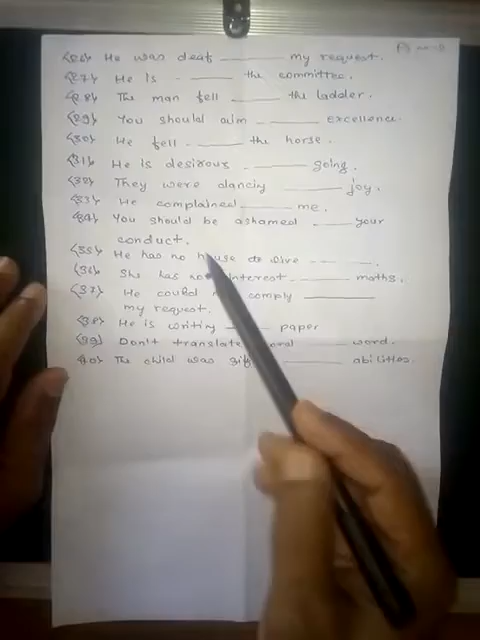 <26> He was deaf ______ my request.
<27> He is ______ the committee.
<28> The man fell ______ the ladder.
<29> You should aim ______ excellence.
<30> He fell ______ the horse.
<31> He is desirous ______ going.
<32> They were dancing ______ joy.
<33> He complained ______ me.
<34> You should be ashamed ______ your
conduct.
<35> He has no house to live ______.
<36> She has no interest ______ maths.
<37> He could comply ______
my request.
<38> He is writing ______ paper
<39> Don't translate ______ word.
<40> The child was ______ abilities.